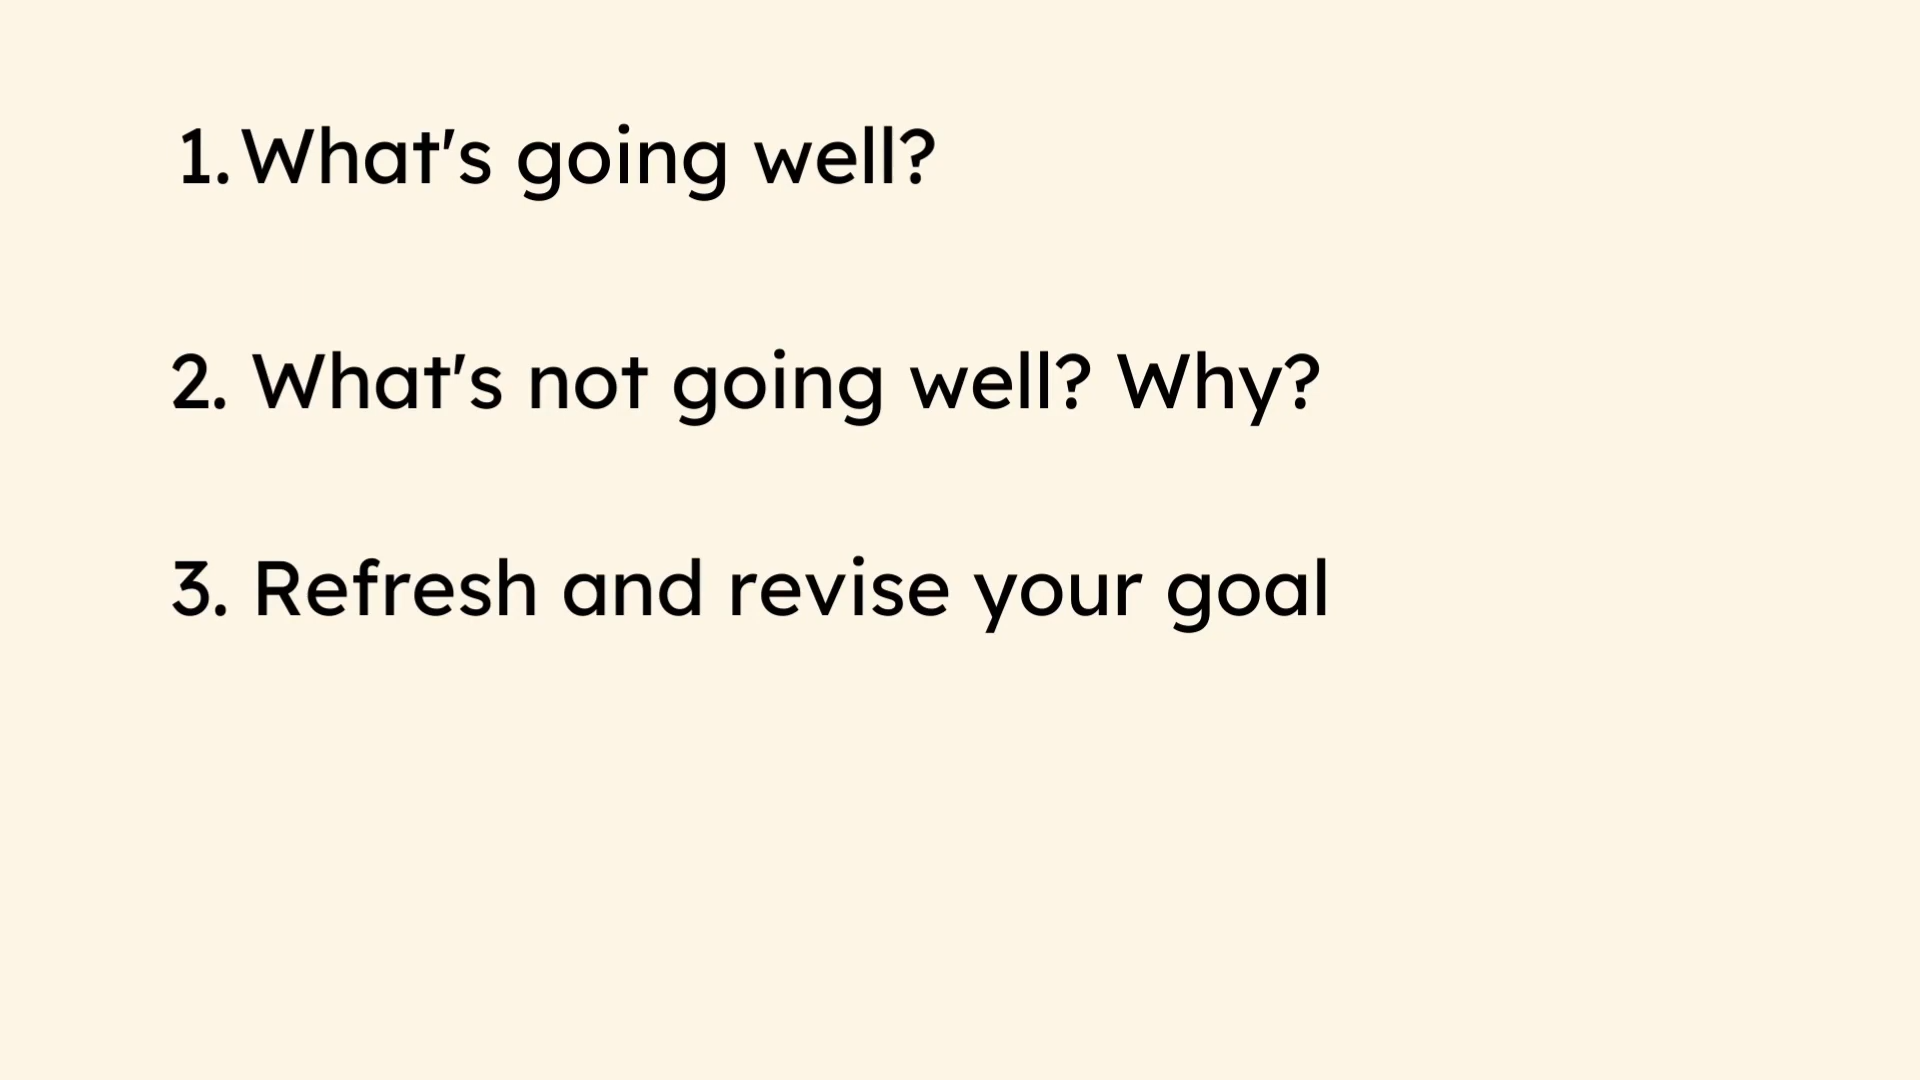 1. What's going well?
2. What's not going well? Why?
3. Refresh and revise your goal